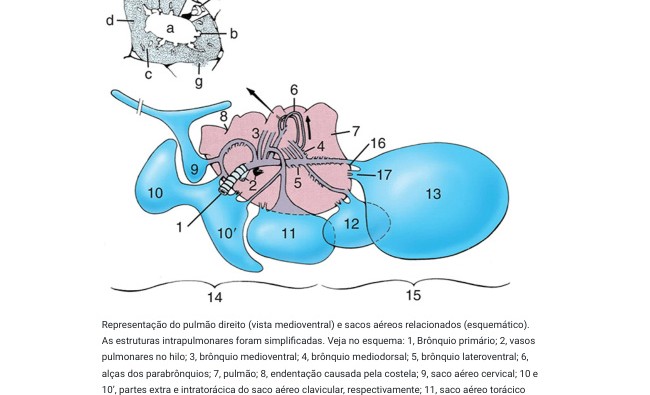 d
a
b
c
g
6
8
3
7
4
16
9
5
17
2
10
13
1
10′
11
12
14
15
Representação do pulmão direito (vista medioventral) e sacos aéreos relacionados (esquemático).
As estruturas intrapulmonares foram simplificadas. Veja no esquema: 1, Brônquio primário; 2, vasos
pulmonares no hilo; 3, brônquio medioventral; 4, brônquio mediodorsal; 5, brônquio lateroventral; 6,
alças dos parabrônquios; 7, pulmão; 8, endentação causada pela costela; 9, saco aéreo cervical; 10 e
10′, partes extra e intratorácica do saco aéreo clavicular, respectivamente; 11, saco aéreo torácico